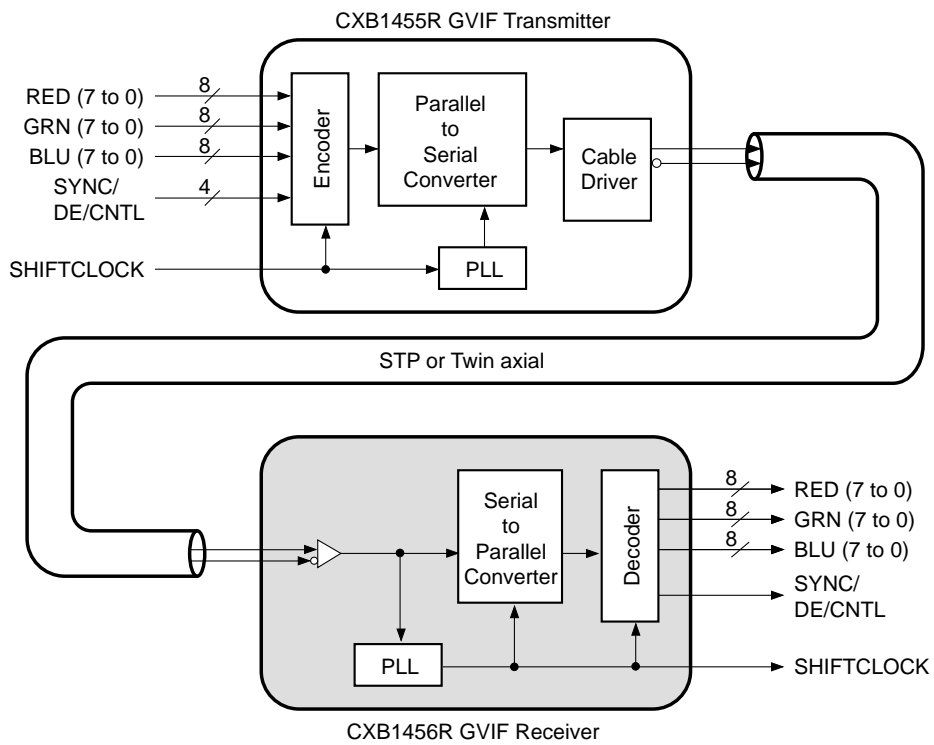 CXB1455R GVIF Transmitter
RED (7 to 0)
8
GRN (7 to 0)
8
BLU (7 to 0)
8
SYNC/
DE/CNTL
4
SHIFTCLOCK
Encoder
Parallel
to
Serial
Converter
PLL
Cable
Driver
STP or Twin axial
Serial
to
Parallel
Converter
PLL
Decoder
8
RED (7 to 0)
8
GRN (7 to 0)
8
BLU (7 to 0)
SYNC/
DE/CNTL
SHIFTCLOCK
CXB1456R GVIF Receiver